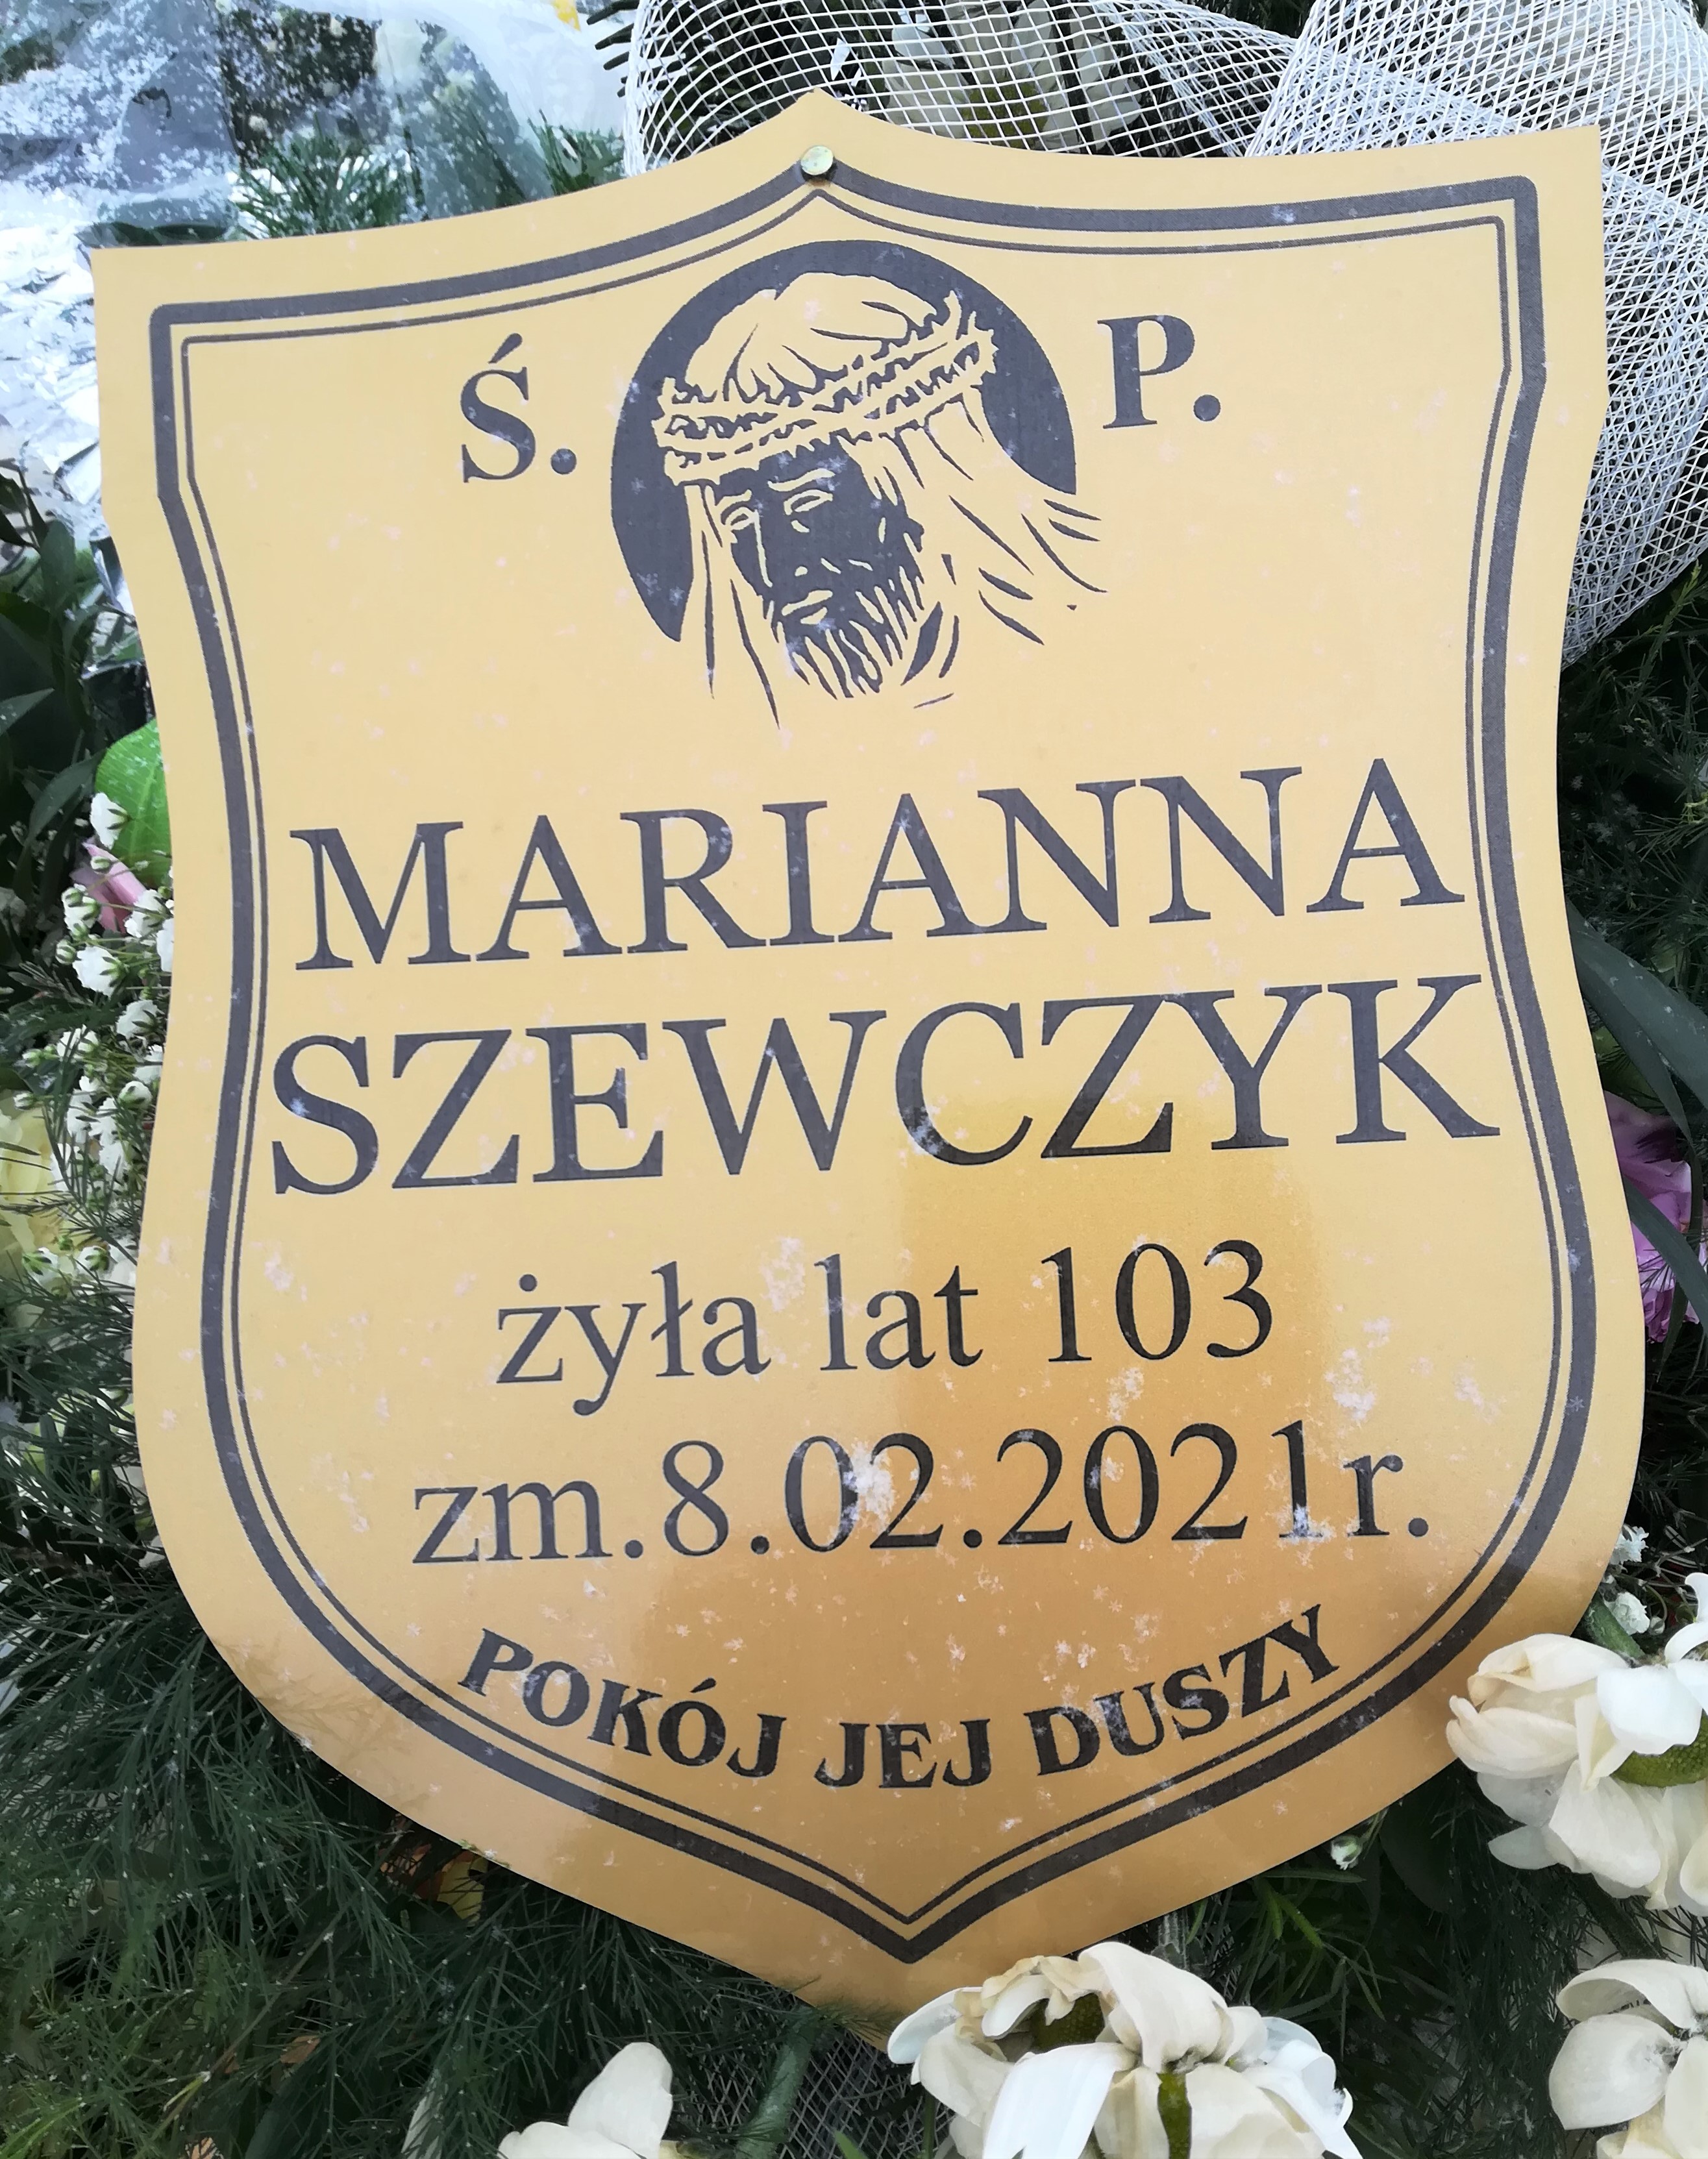 Ś. P.
MARIANNA
SZEWCZYK
żyła lat 103
zm.8.02.2021r.
POKÓJ JEJ DUSZY